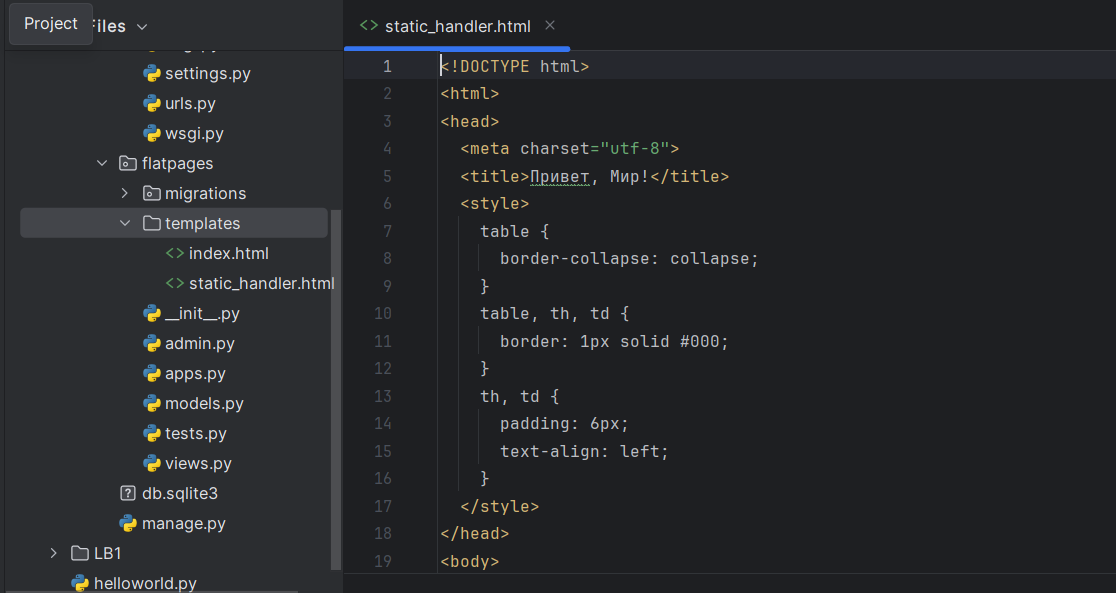 Project
Files
settings.py
urls.py
wsgi.py
flatpages
migrations
templates
index.html
static_handler.html
__init__.py
admin.py
apps.py
models.py
tests.py
views.py
db.sqlite3
manage.py
LB1
helloworld.py
static_handler.html
1 <!DOCTYPE html>
2 <html>
3 <head>
4 <meta charset="utf-8">
5 <title>Привет, Мир!</title>
6 <style>
7 table {
8 border-collapse: collapse;
9 }
10 table, th, td {
11 border: 1px solid #000;
12 }
13 th, td {
14 padding: 6px;
15 text-align: left;
16 }
17 </style>
18 </head>
19 <body>